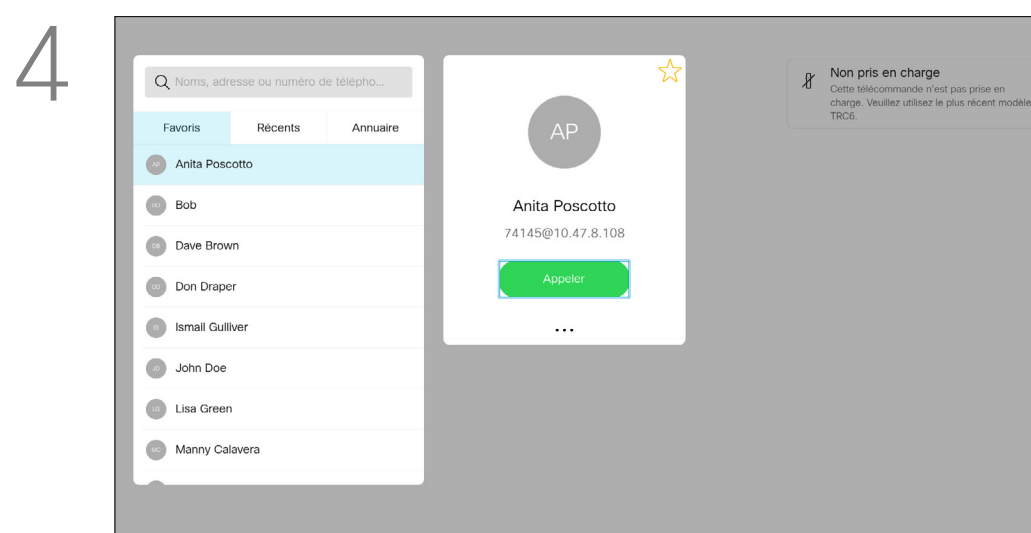 4
Noms, adresse ou numéro de télépho...
Favoris Récents Annuaire
AP Anita Poscotto
Bob
DB Dave Brown
DD Don Draper
Ismail Gulliver
JD John Doe
LG Lisa Green
MC Manny Calavera
AP
Anita Poscotto
74145@10.47.8.108
Appeler
...
Non pris en charge
Cette télécommande n'est pas prise en
charge. Veuillez utilisez le plus récent modèle
TRC6.